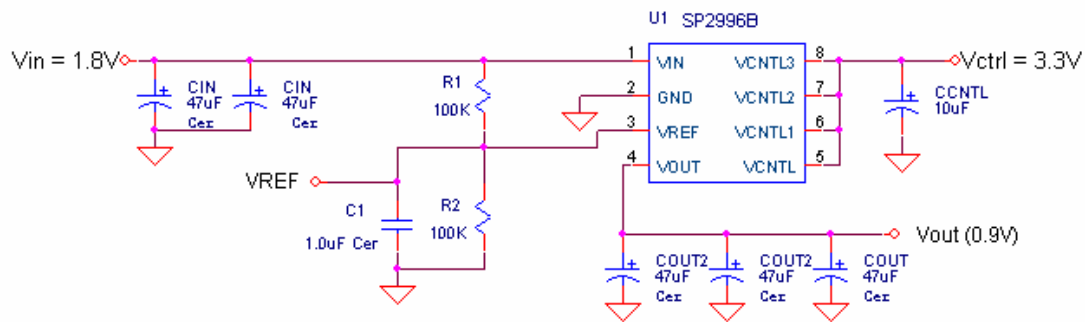 U1 SP2996B
Vin = 1.8V
CIN
47uF
Cer
CIN
47uF
Cer
R1
100K
1
2
3
4
VIN
GND
VREF
VOUT
VCNTL3
VCNTL2
VCNTL1
VCNTL
8
7
6
5
Vctrl = 3.3V
CCNTL
10uF
VREF
C1
1.0uF Cer
R2
100K
Vout (0.9V)
COUT2
47uF
Cer
COUT2
47uF
Cer
COUT
47uF
Cer
+
+
+
+
+
+